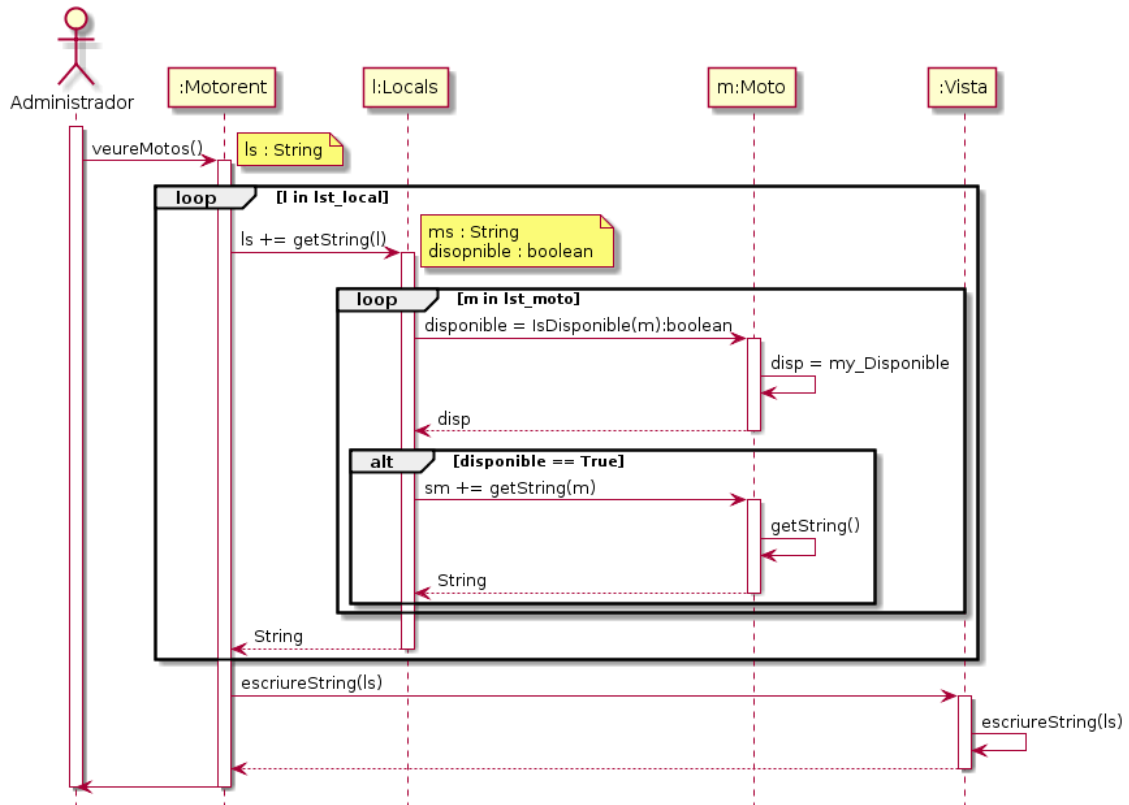 Administrador
:Motorent
l:Locals
m:Moto
:Vista
veureMotos()
ls : String
loop
[l in lst_local]
ls += getString(l)
ms : String
disopnible : boolean
loop
[m in lst_moto]
disponible = IsDisponible(m):boolean
disp = my_Disponible
disp
alt
[disponible == True]
sm += getString(m)
getString()
String
String
escriureString(ls)
escriureString(ls)